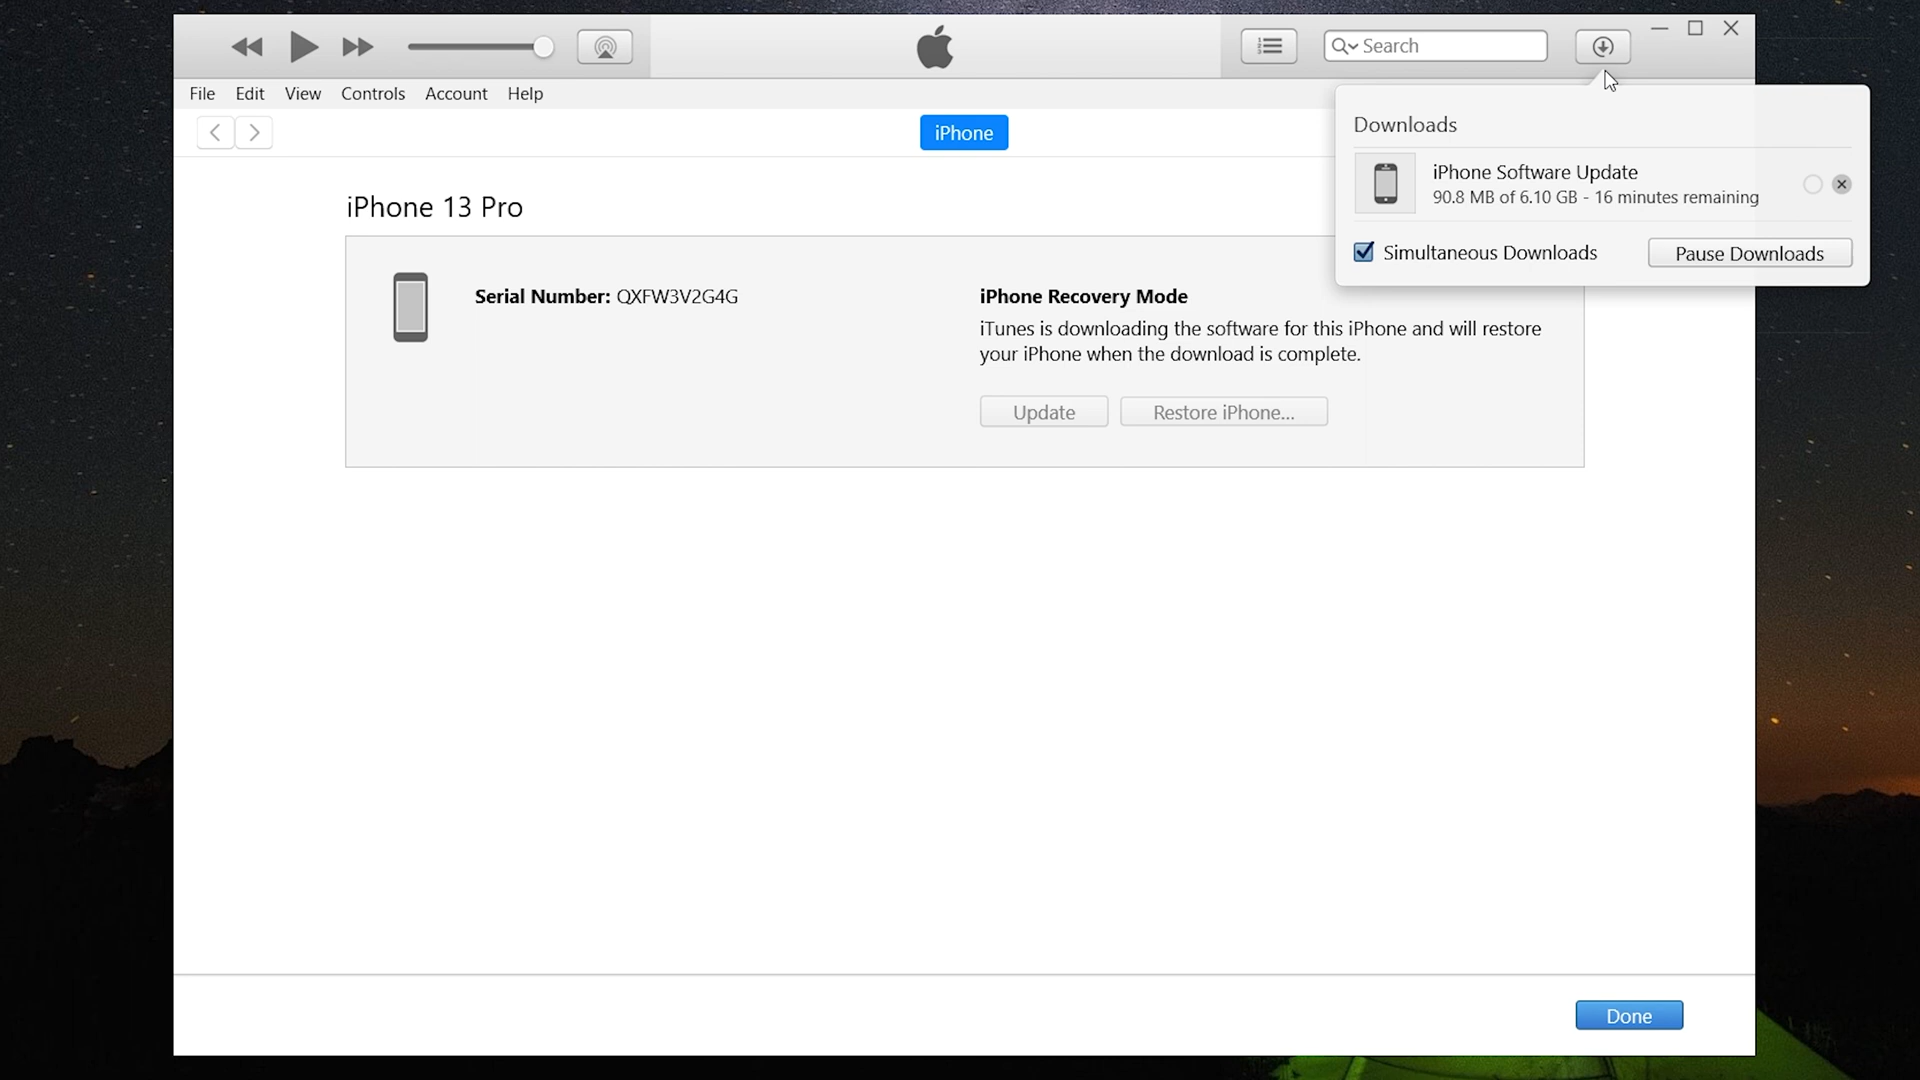 Search
File Edit View Controls Account Help
iPhone
Downloads
iPhone Software Update
90.8 MB of 6.10 GB - 16 minutes remaining
Simultaneous Downloads
Pause Downloads
iPhone 13 Pro
Serial Number: QXFW3V2G4G
iPhone Recovery Mode
iTunes is downloading the software for this iPhone and will restore
your iPhone when the download is complete.
Update
Restore iPhone...
Done